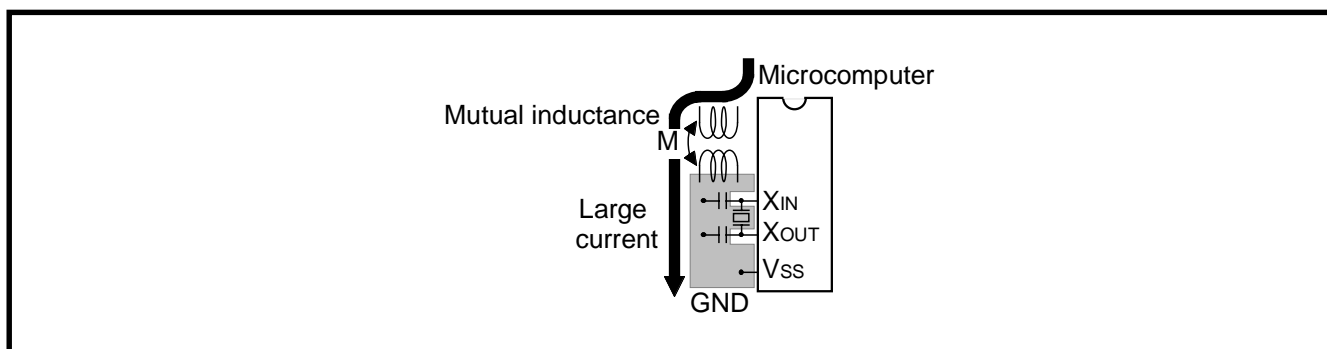 Microcomputer
Mutual inductance
M
Large
current
XIN
XOUT
VSS
GND